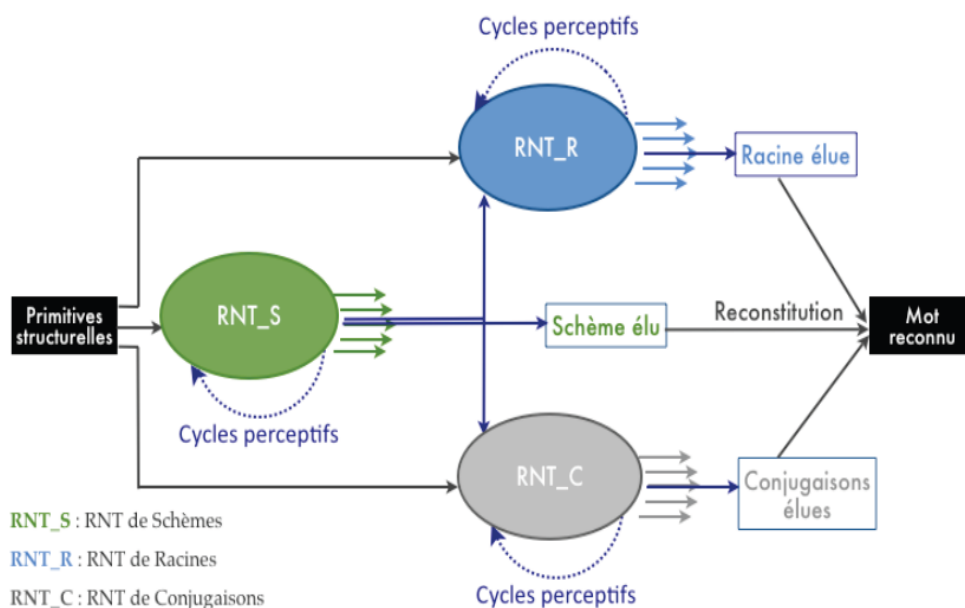 Cycles perceptifs
RNT_R
Racine élue
Primitives
structurelles
RNT_S
Schème élu
Reconstitution
Mot
reconnu
Cycles perceptifs
RNT_C
Conjugaisons
élues
RNT_S : RNT de Schèmes
RNT_R : RNT de Racines
RNT_C : RNT de Conjugaisons
Cycles perceptifs